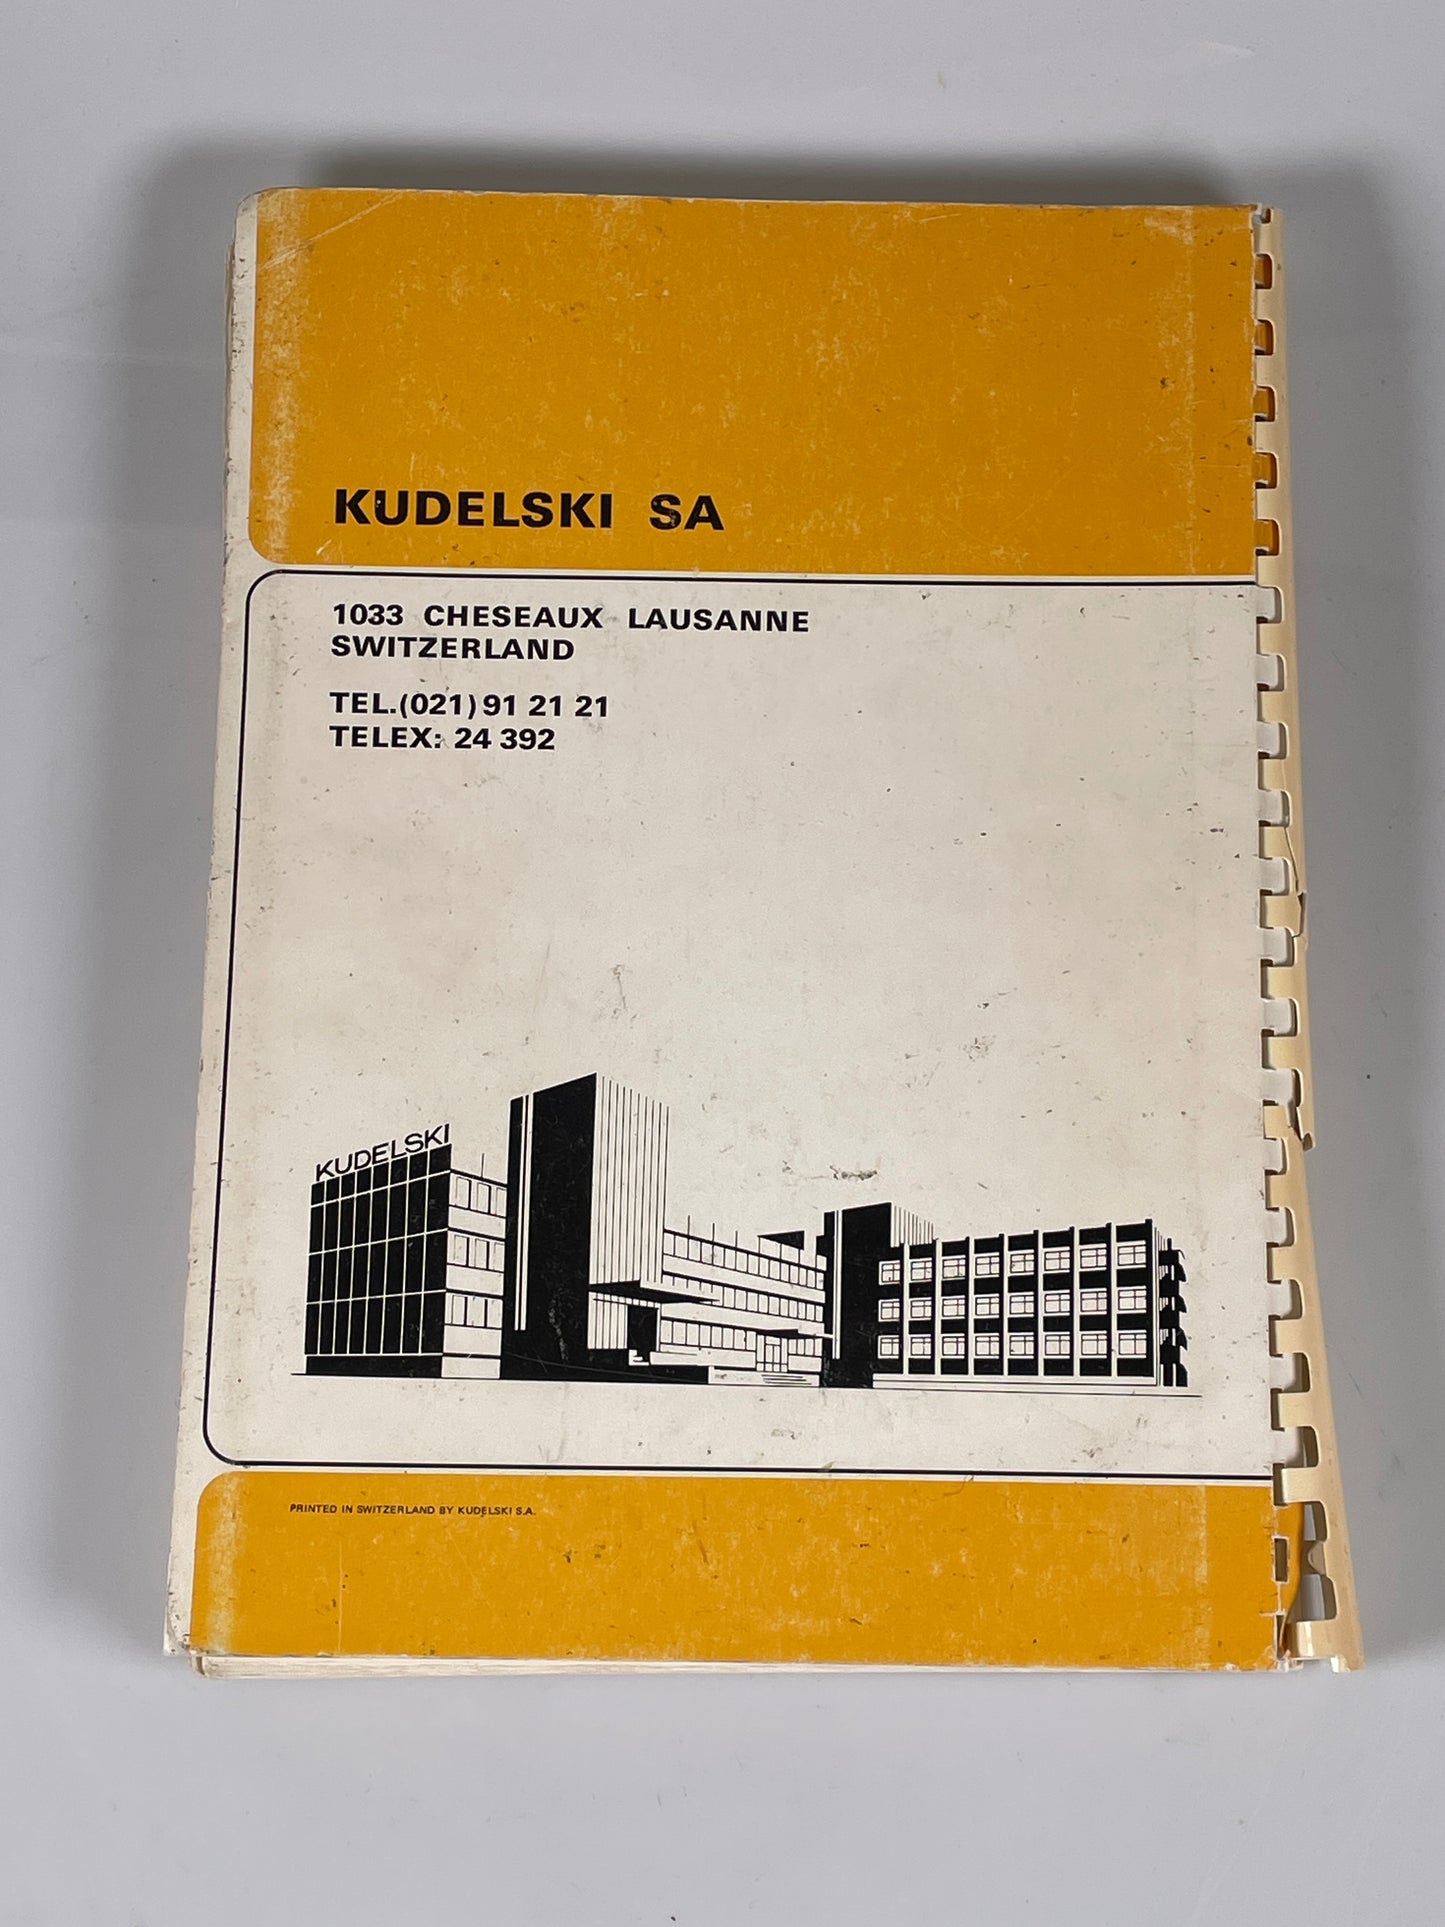 KUDELSKI SA
1033 CHESEAUX LAUSANNE
SWITZERLAND
TEL.(021) 91 21 21
TELEX: 24 392
KUDELSKI
PRINTED IN SWITZERLAND BY KUDELSKI S.A.